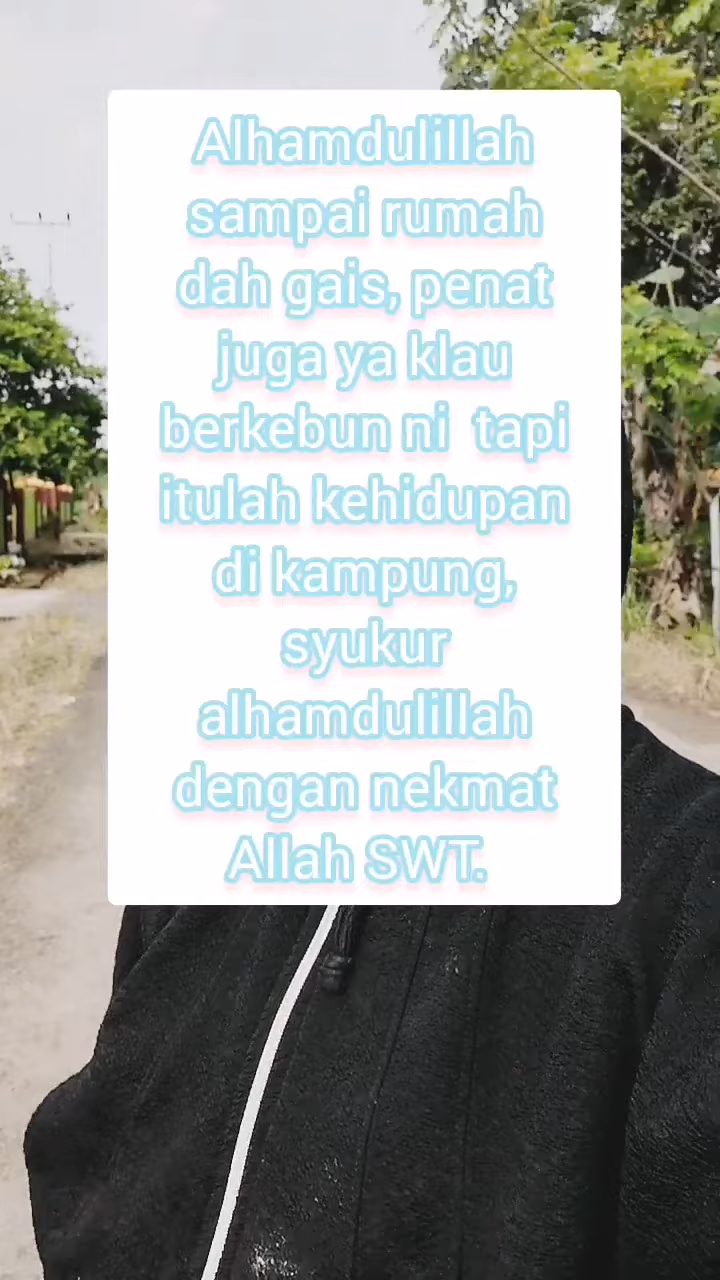 Alhamdulillah
sampai rumah
dah gais, penat
juga ya klau
berkebun ni  tapi
itulah kehidupan
di kampung,
syukur
alhamdulillah
dengan nekmat
Allah SWT.